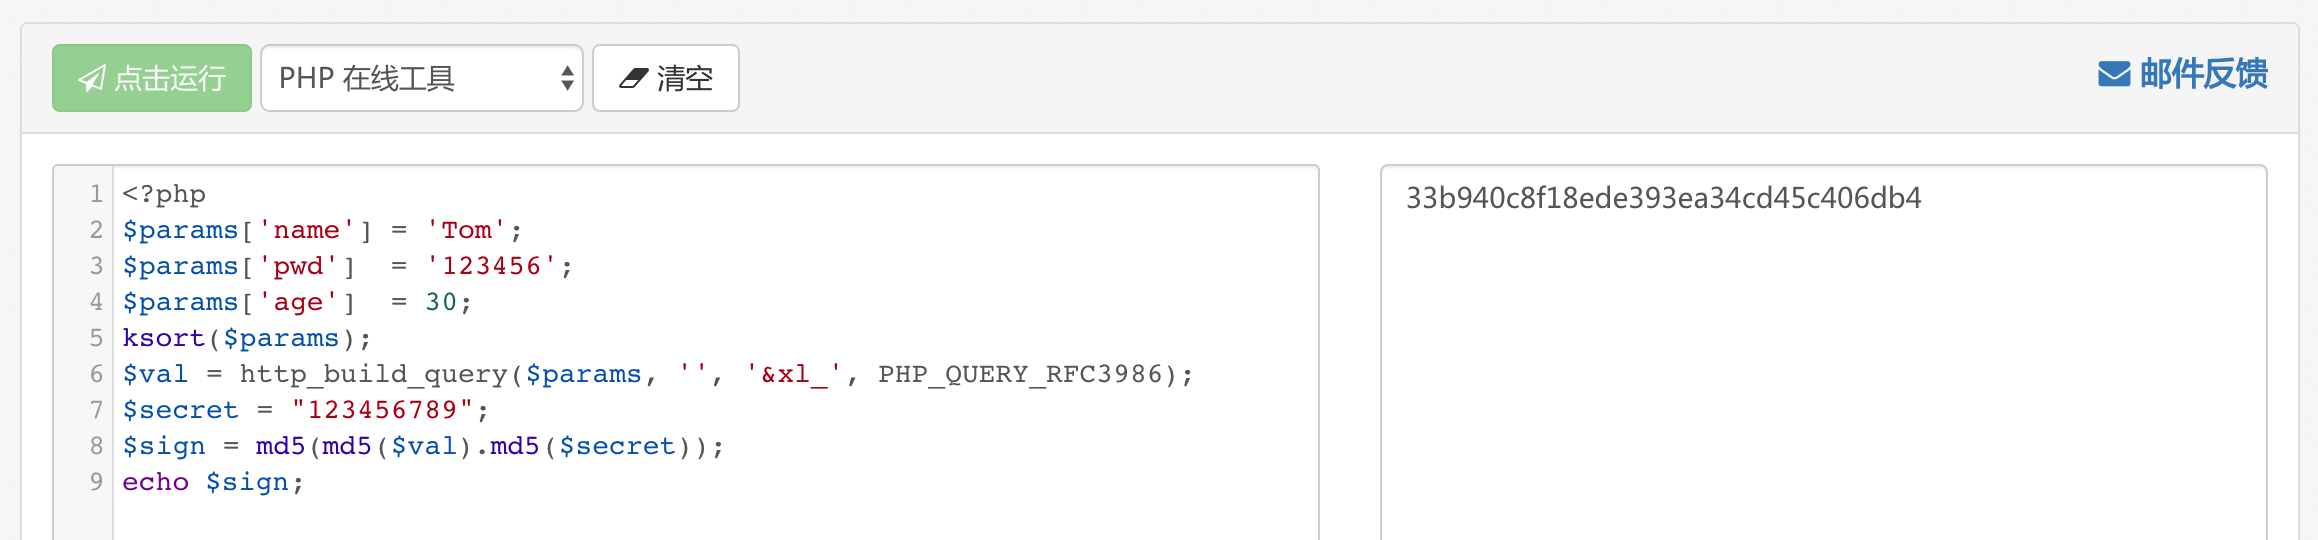 点击运行 PHP 在线工具 清空 邮件反馈
1 <?php
2 $params['name'] = 'Tom';
3 $params['pwd']  = '123456';
4 $params['age']  = 30;
5 ksort($params);
6 $val = http_build_query($params, '', '&xl_', PHP_QUERY_RFC3986);
7 $secret = "123456789";
8 $sign = md5(md5($val).md5($secret));
9 echo $sign;
33b940c8f18ede393ea34cd45c406db4